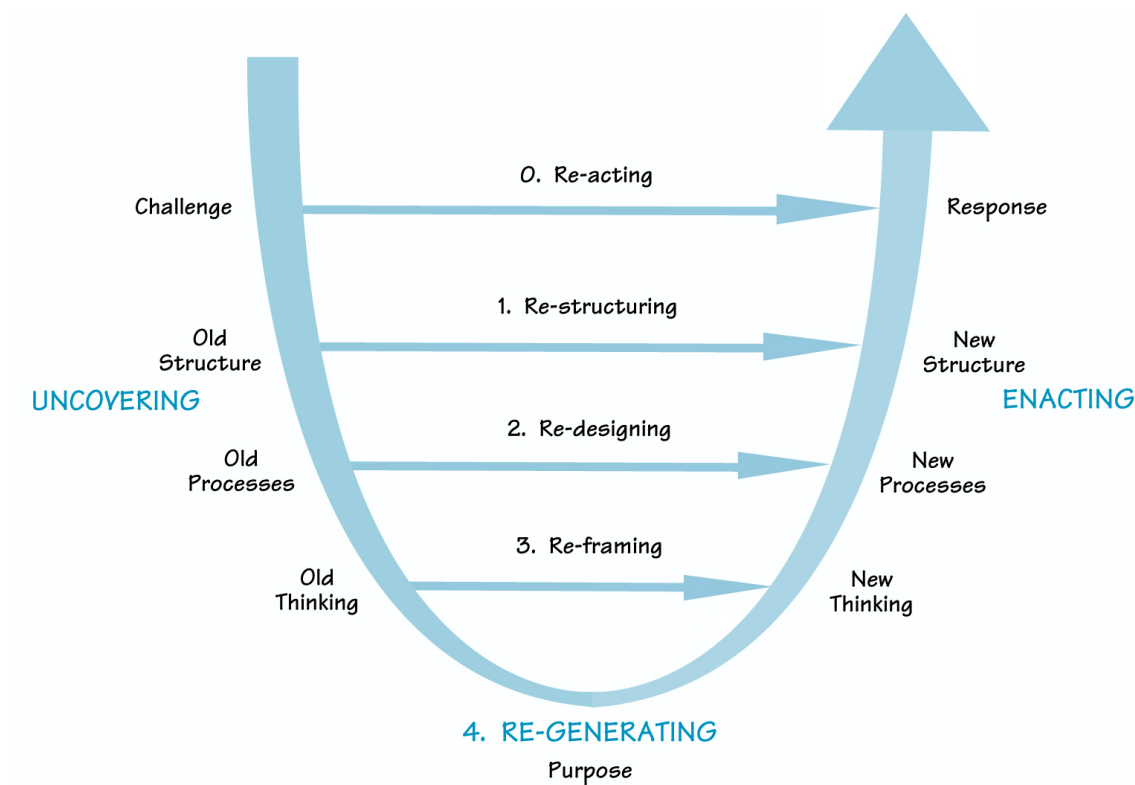 0. Re-acting
Challenge
Response
1. Re-structuring
Old
Structure
New
Structure
UNCOVERING
ENACTING
2. Re-designing
Old
Processes
New
Processes
3. Re-framing
Old
Thinking
New
Thinking
4. RE-GENERATING
Purpose